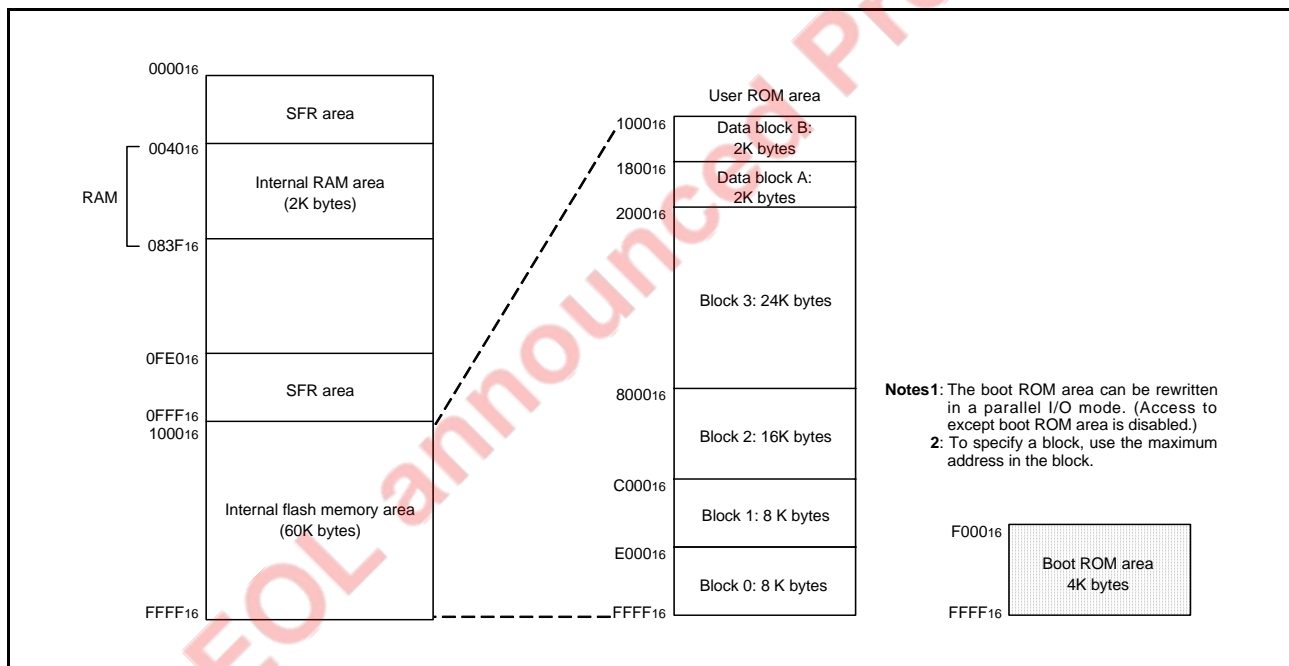 0000₁₆
SFR area
0040₁₆
RAM
Internal RAM area
(2K bytes)
083F₁₆
0FE0₁₆
SFR area
0FFF₁₆
1000₁₆
Internal flash memory area
(60K bytes)
FFFF₁₆
User ROM area
1000₁₆
Data block B:
2K bytes
1800₁₆
Data block A:
2K bytes
2000₁₆
Block 3: 24K bytes
8000₁₆
Block 2: 16K bytes
C000₁₆
Block 1: 8 K bytes
E000₁₆
Block 0: 8 K bytes
FFFF₁₆
Notes1: The boot ROM area can be rewritten
in a parallel I/O mode. (Access to
except boot ROM area is disabled.)
2: To specify a block, use the maximum
address in the block.
F000₁₆
Boot ROM area
4K bytes
FFFF₁₆
EOL announced Pro